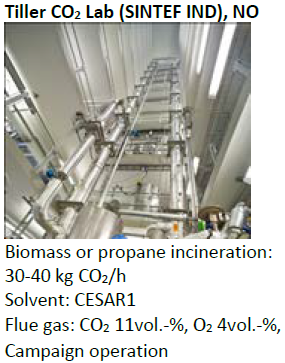 Tiller CO₂ Lab (SINTEF IND), NO
Biomass or propane incineration:
30-40 kg CO₂/h
Solvent: CESAR1
Flue gas: CO₂ 11vol.-%, O₂ 4vol.-%,
Campaign operation